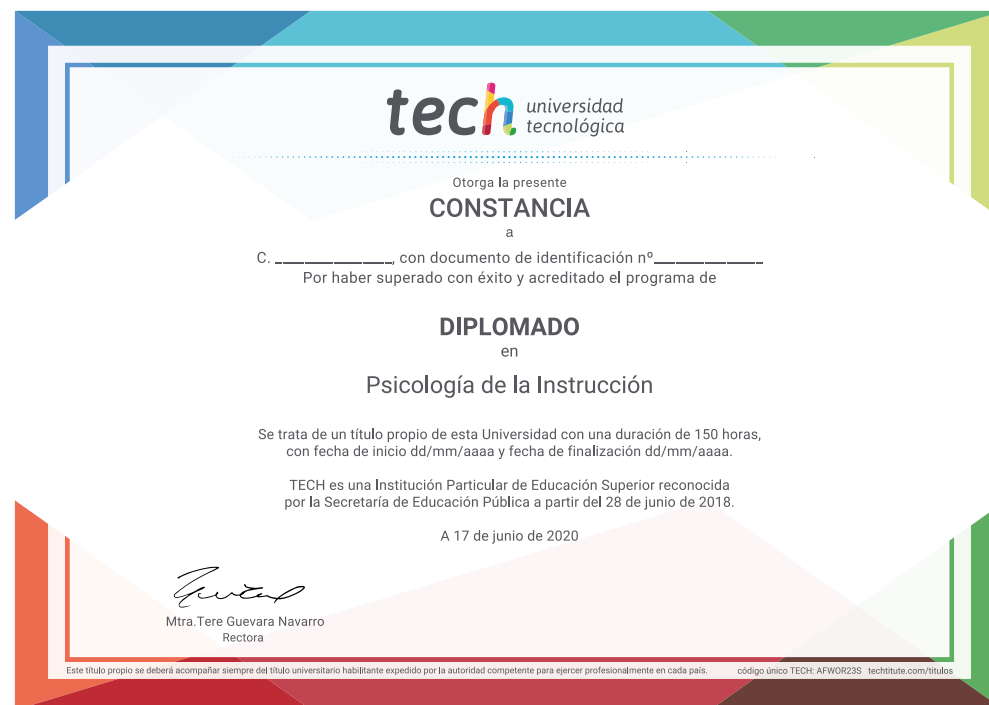 tech universidad
tecnológica
Otorga la presente
CONSTANCIA
a
C. ______________, con documento de identificación nº_____________
Por haber superado con éxito y acreditado el programa de
DIPLOMADO
en
Psicología de la Instrucción
Se trata de un título propio de esta Universidad con una duración de 150 horas,
con fecha de inicio dd/mm/aaaa y fecha de finalización dd/mm/aaaa.
TECH es una Institución Particular de Educación Superior reconocida
por la Secretaría de Educación Pública a partir del 28 de junio de 2018.
A 17 de junio de 2020
Mtra.Tere Guevara Navarro
Rectora
Este título propio se deberá acompañar siempre del título universitario habilitante expedido por la autoridad competente para ejercer profesionalmente en cada país. código único TECH: AFWOR23S techtitute.com/titulos